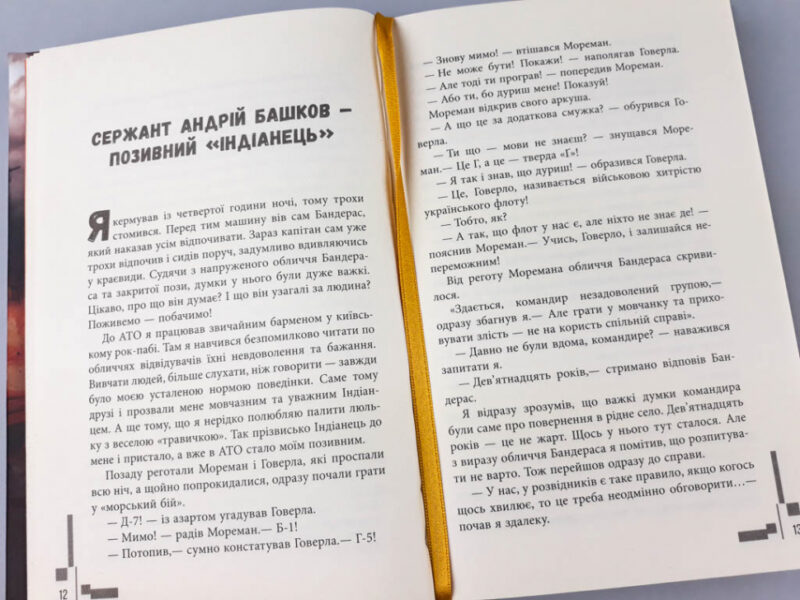 СЕРЖАНТ АНДРІЙ БАШКОВ –
ПОЗИВНИЙ «ІНДІАНЕЦЬ»
Я кермував із четвертої години ночі, тому трохи
стомився. Перед тим машину вів сам Бандерас,
який наказав усім відпочивати. Зараз капітан сам уже
трохи відпочив і сидів поруч, задумливо вдивляючись
у краєвиди. Судячи з напруженого обличчя Бандера-
са та закритої пози, думки у нього були дуже важкі.
Цікаво, про що він думає? І що він узагалі за людина?
Поживемо — побачимо!
До АТО я працював звичайним барменом у київсь-
кому рок-пабі. Там я навчився безпомилково читати по
обличчях відвідувачів їхні невдоволення та бажання.
Вивчати людей, більше слухати, ніж говорити — завжди
було моєю усталеною нормою поведінки. Саме тому
друзі і прозвали мене мовчазним та уважним Індіан-
цем. А ще тому, що я нерідко полюбляю палити люль-
ку з веселою «травичкою». Так прізвисько Індіанець до
мене і пристало, а вже в АТО стало моїм позивним.
Позаду реготали Мореман і Говерла, які проспали
всю ніч, а щойно попрокидалися, одразу почали грати
у «морський бій».
— Д-7!— із азартом угадував Говерла.
— Мимо! — радів Мореман.— Б-1!
— Потопив,— сумно констатував Говерла.— Г-5!
12
— Знову мимо! — втішався Мореман.
— Не може бути! Покажи! — наполягав Говерла.
— Але тоді ти програв! — попередив Мореман.
— Або ти, бо дуриш мене! Показуй!
Мореман відкрив свого аркуша.
— А що це за додаткова смужка? — обурився Го-
верла.
— Ти що — мови не знаєш? — знущався Море-
ман.— Це Г, а це — тверда «Ґ»!
— Я так і знав, що дуриш! — образився Говерла.
— Це, Говерло, називається військовою хитрістю
українського флоту!
— Тобто, як?
— А так, що флот у нас є, але ніхто не знає де! —
пояснив Мореман.— Учись, Говерло, і залишайся не-
переможним!
Від реготу Моремана обличчя Бандераса скриви-
лося.
«Здається, командир незадоволений групою,—
одразу збагнув я.— Але грати у мовчанку та прихо-
вувати злість — не на користь спільній справі».
— Давно не були вдома, командире? — наважився
запитати я.
— Дев'ятнадцять років,— стримано відповів Бан-
дерас.
Я відразу зрозумів, що важкі думки командира
були саме про повернення в рідне село. Дев'ятнадцять
років — це не жарт. Щось у нього тут сталося. Але
з виразу обличчя Бандераса я помітив, що розпитува-
ти не варто. Тож перейшов одразу до справи.
— У нас, у розвідників є таке правило, якщо когось
щось хвилює, то це треба неодмінно обговорити…—
почав я здалеку.
13